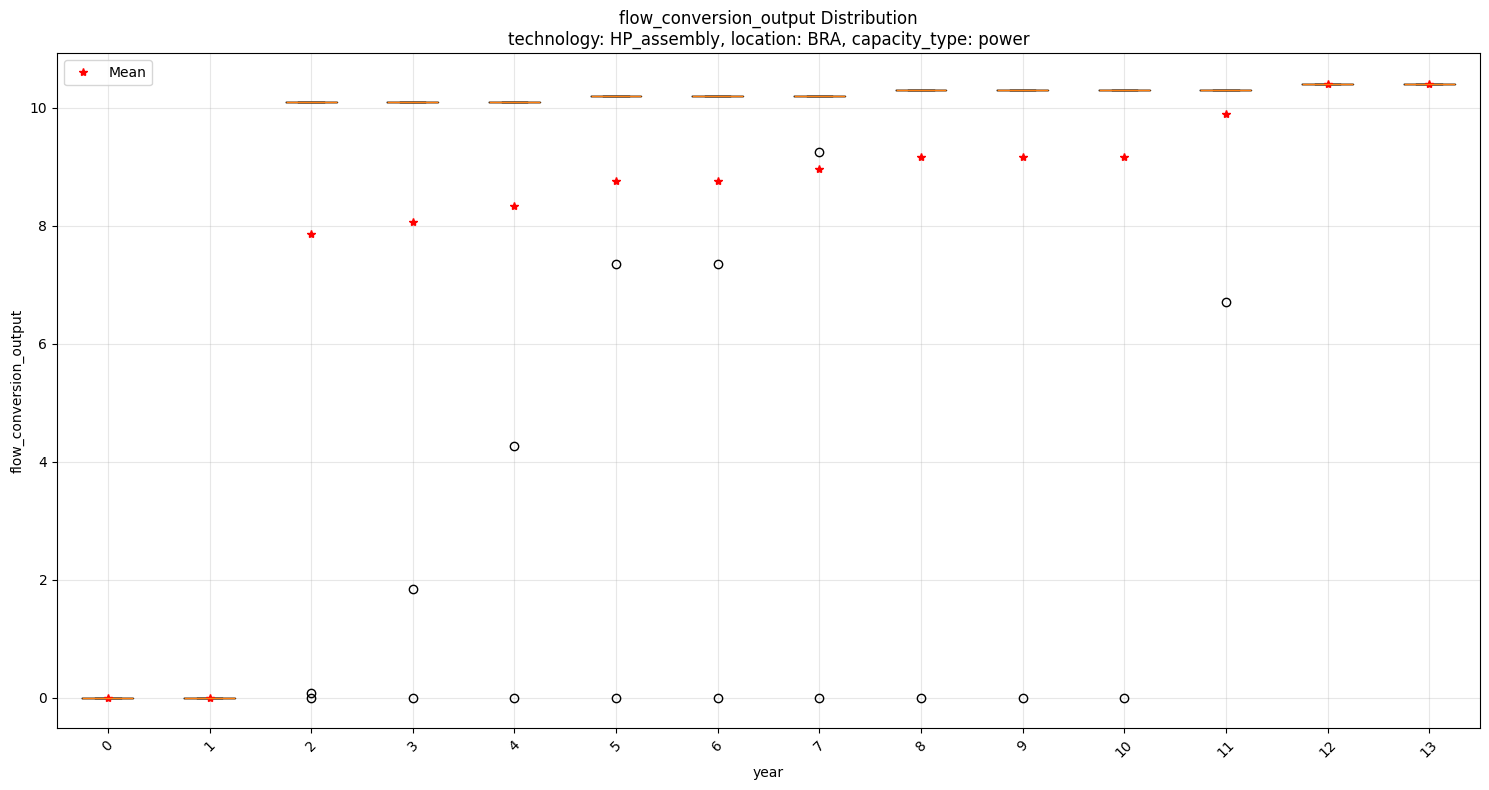 flow_conversion_output Distribution
technology: HP_assembly, location: BRA, capacity_type: power
Mean
flow_conversion_output
10
8
6
4
2
0
0 1 2 3 4 5 6 7 8 9 10 11 12 13
year